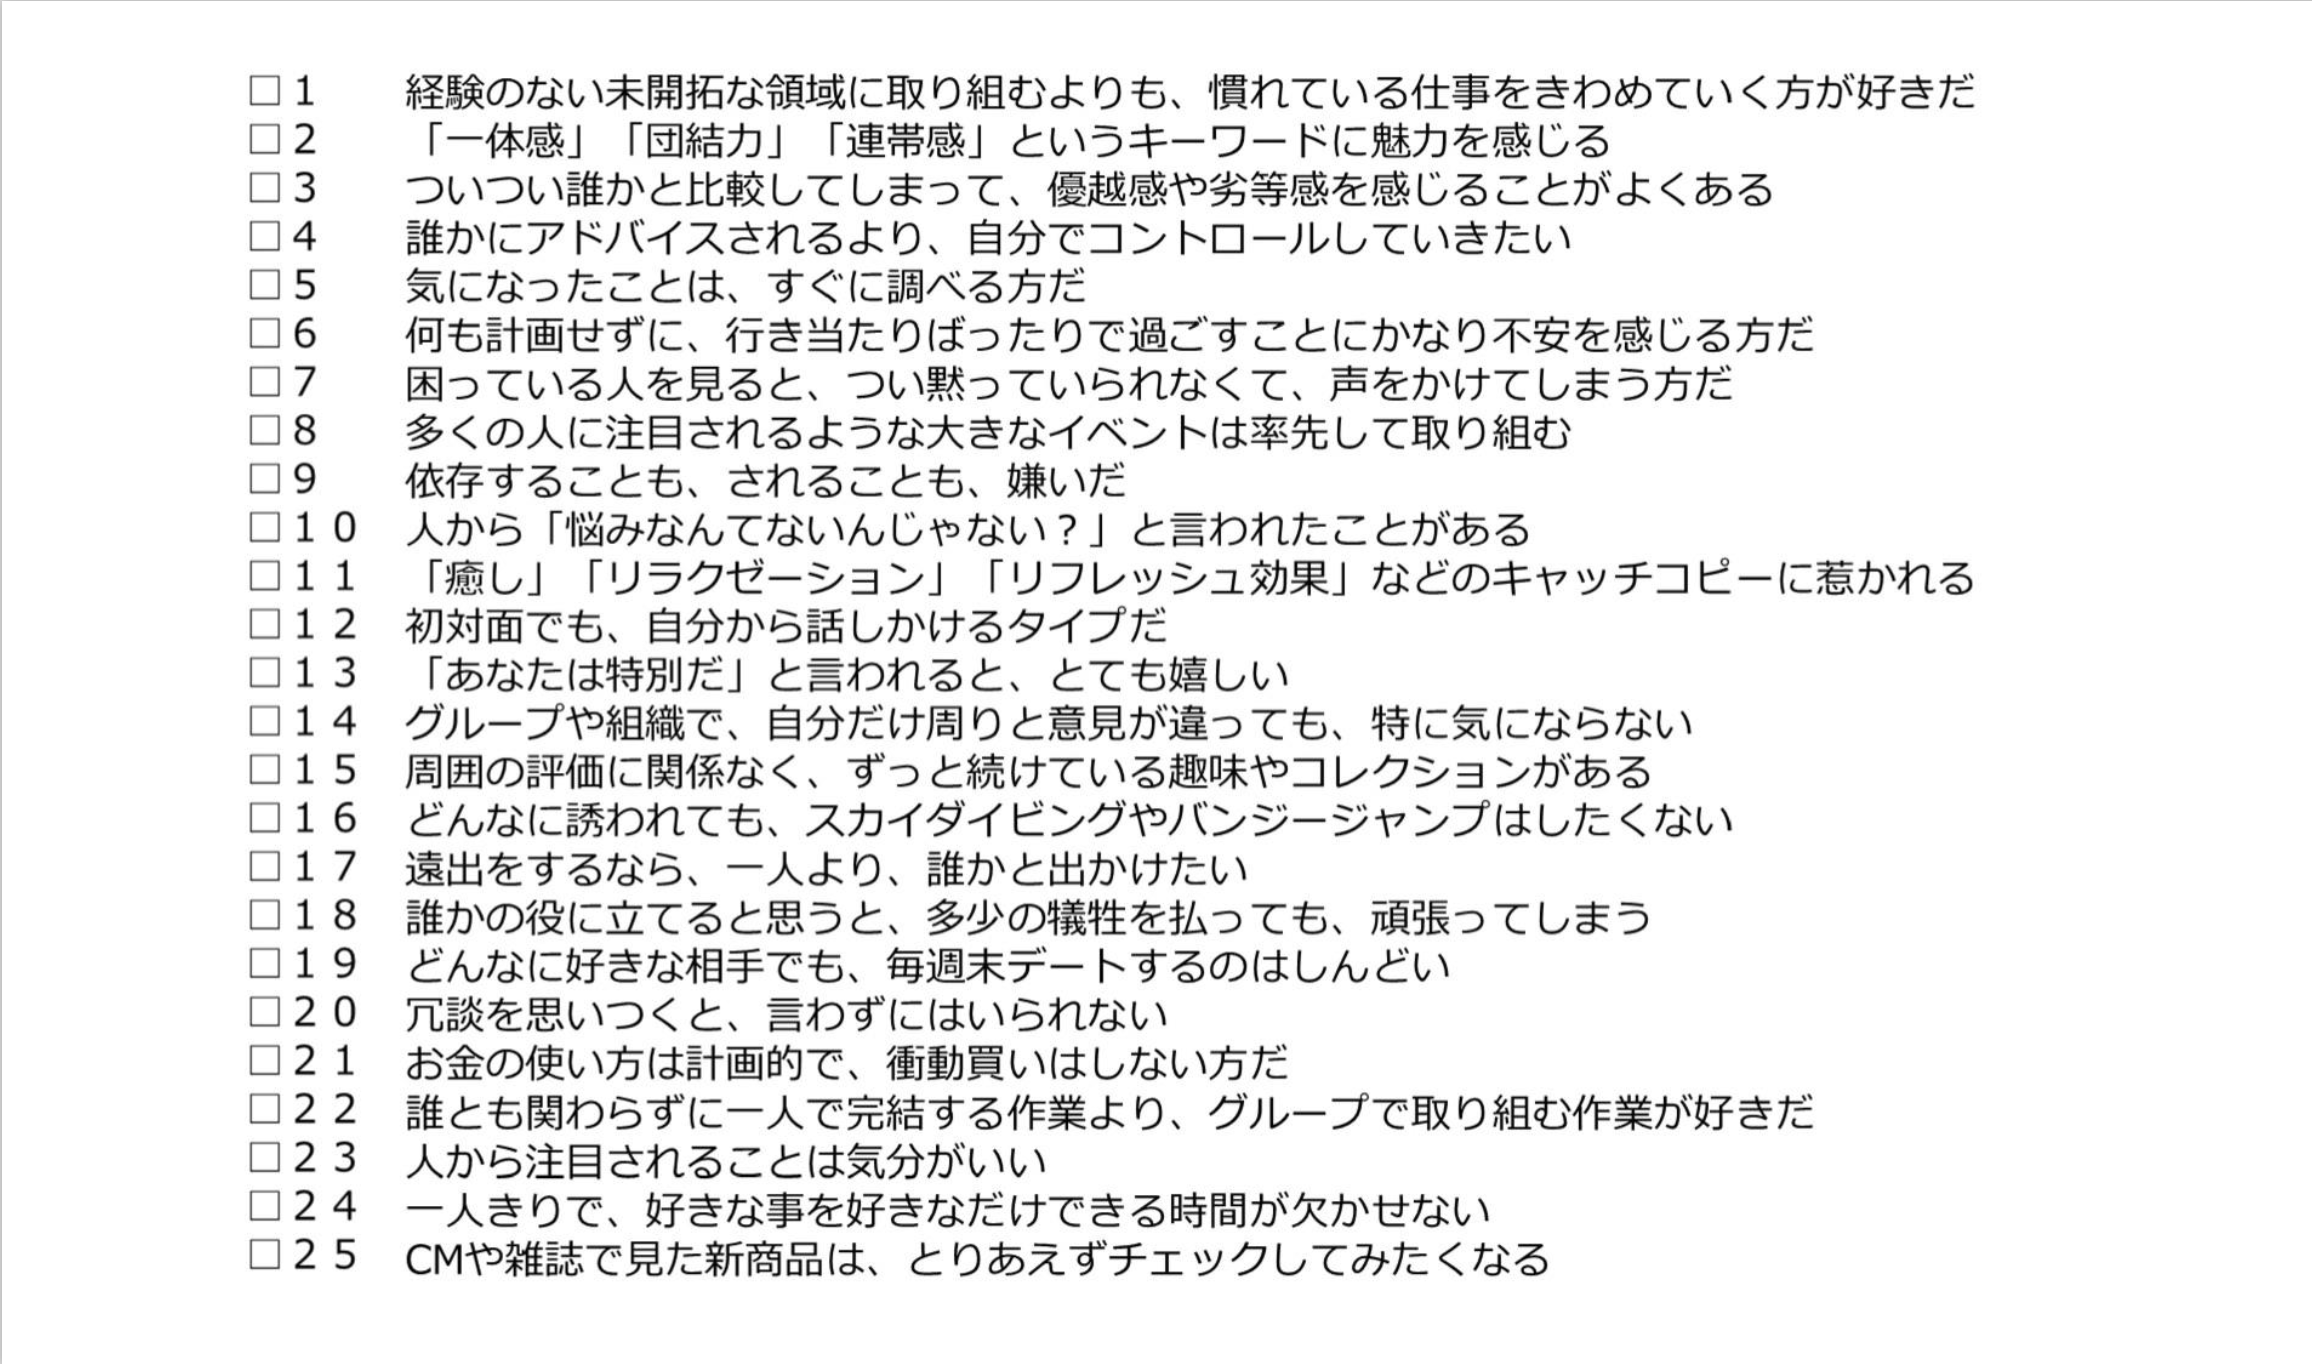 □1 経験のない未開拓な領域に取り組むよりも、慣れている仕事をきわめていく方が好きだ
□2 「一体感」「団結力」「連帯感」というキーワードに魅力を感じる
□3 ついつい誰かと比較してしまって、優越感や劣等感を感じることがよくある
□4 誰かにアドバイスされるより、自分でコントロールしていきたい
□5 気になったことは、すぐに調べる方だ
□6 何も計画せずに、行き当たりばったりで過ごすことにかなり不安を感じる方だ
□7 困っている人を見ると、つい黙っていられなくて、声をかけてしまう方だ
□8 多くの人に注目されるような大きなイベントは率先して取り組む
□9 依存することも、されることも、嫌いだ
□10 人から「悩みなんてないんじゃない？」と言われたことがある
□11 「癒し」「リラクゼーション」「リフレッシュ効果」などのキャッチコピーに惹かれる
□12 初対面でも、自分から話しかけるタイプだ
□13 「あなたは特別だ」と言われると、とても嬉しい
□14 グループや組織で、自分だけ周りと意見が違っても、特に気にならない
□15 周囲の評価に関係なく、ずっと続けている趣味やコレクションがある
□16 どんなに誘われても、スカイダイビングやバンジージャンプはしたくない
□17 遠出をするなら、一人より、誰かと出かけたい
□18 誰かの役に立てると思うと、多少の犠牲を払っても、頑張ってしまう
□19 どんなに好きな相手でも、毎週末デートするのはしんどい
□20 冗談を思いつくと、言わずにはいられない
□21 お金の使い方は計画的で、衝動買いはしない方だ
□22 誰とも関わらずに一人で完結する作業より、グループで取り組む作業が好きだ
□23 人から注目されることは気分がいい
□24 一人きりで、好きな事を好きなだけできる時間が欠かせない
□25 CMや雑誌で見た新商品は、とりあえずチェックしてみたくなる